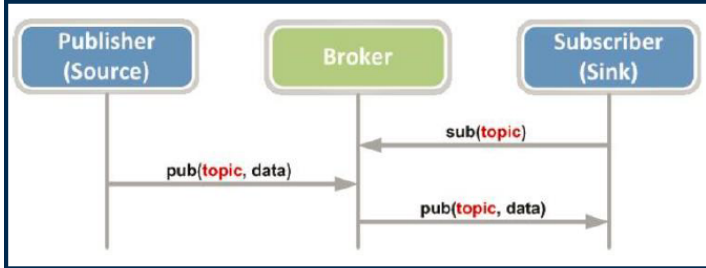 Publisher
(Source)
Broker
Subscriber
(Sink)
sub(topic)
pub(topic, data)
pub(topic, data)